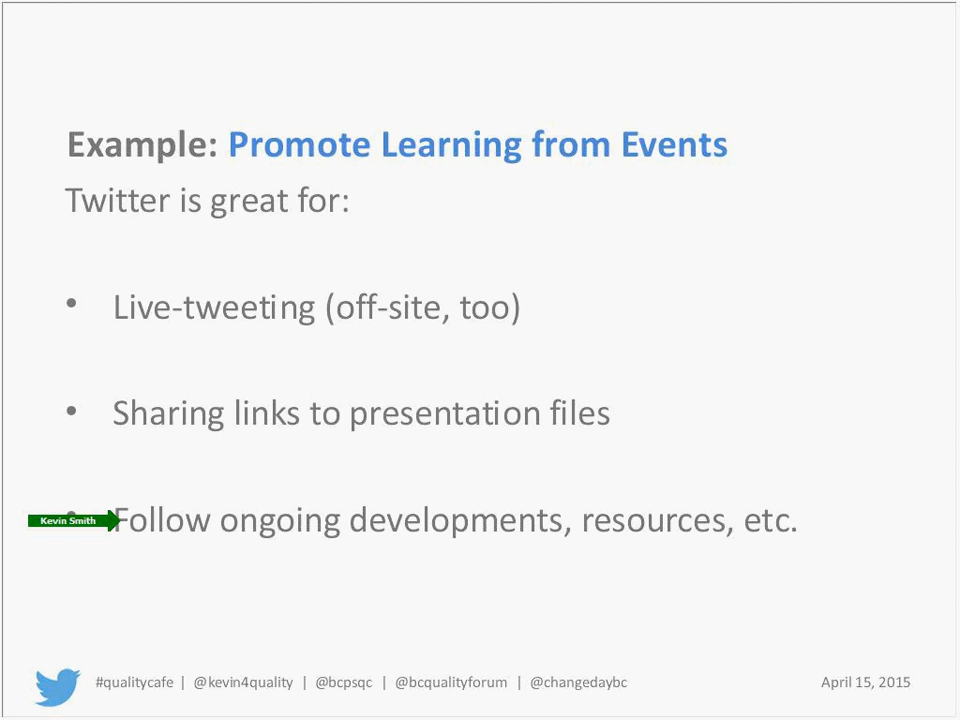 Example: Promote Learning from Events
Twitter is great for:
• Live-tweeting (off-site, too)
• Sharing links to presentation files
Kevin Smith
• Follow ongoing developments, resources, etc.
#qualitycafe | @kevin4quality | @bcpsqc | @bcqualityforum | @changedaybc
April 15, 2015